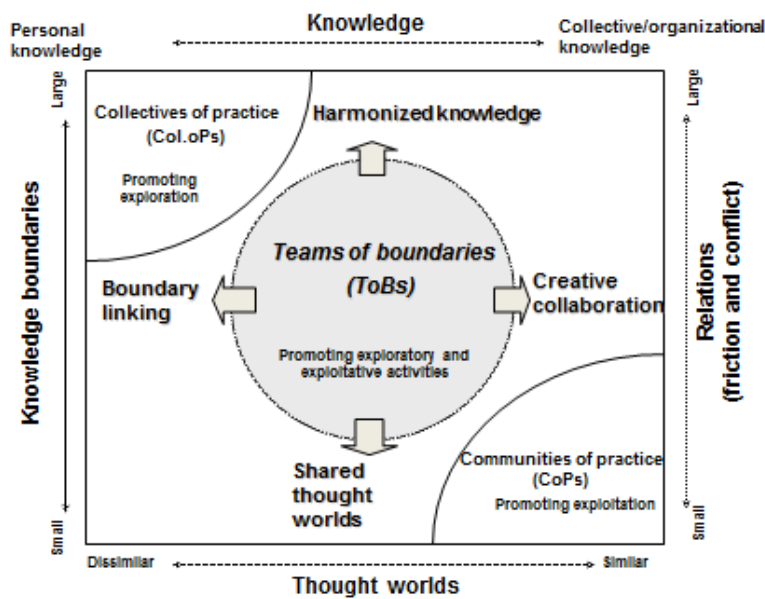 Knowledge
Personal
knowledge
Collective/organizational
knowledge
Large
Large
Collectives of practice
(Col.oPs)
Promoting
exploration
Harmonized knowledge
Teams of boundaries
(ToBs)
Boundary
linking
Creative
collaboration
Promoting exploratory and
exploitative activities
Knowledge boundaries
Relations
(friction and conflict)
Shared
thought
worlds
Communities of practice
(CoPs)
Promoting exploitation
Small
Small
Dissimilar
Similar
Thought worlds